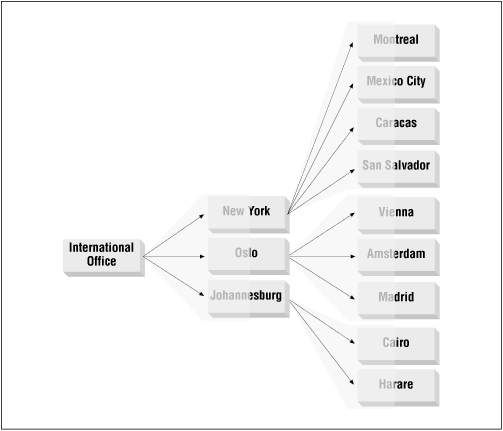 International
Office
New York
Oslo
Johannesburg
Montreal
Mexico City
Caracas
San Salvador
Vienna
Amsterdam
Madrid
Cairo
Harare